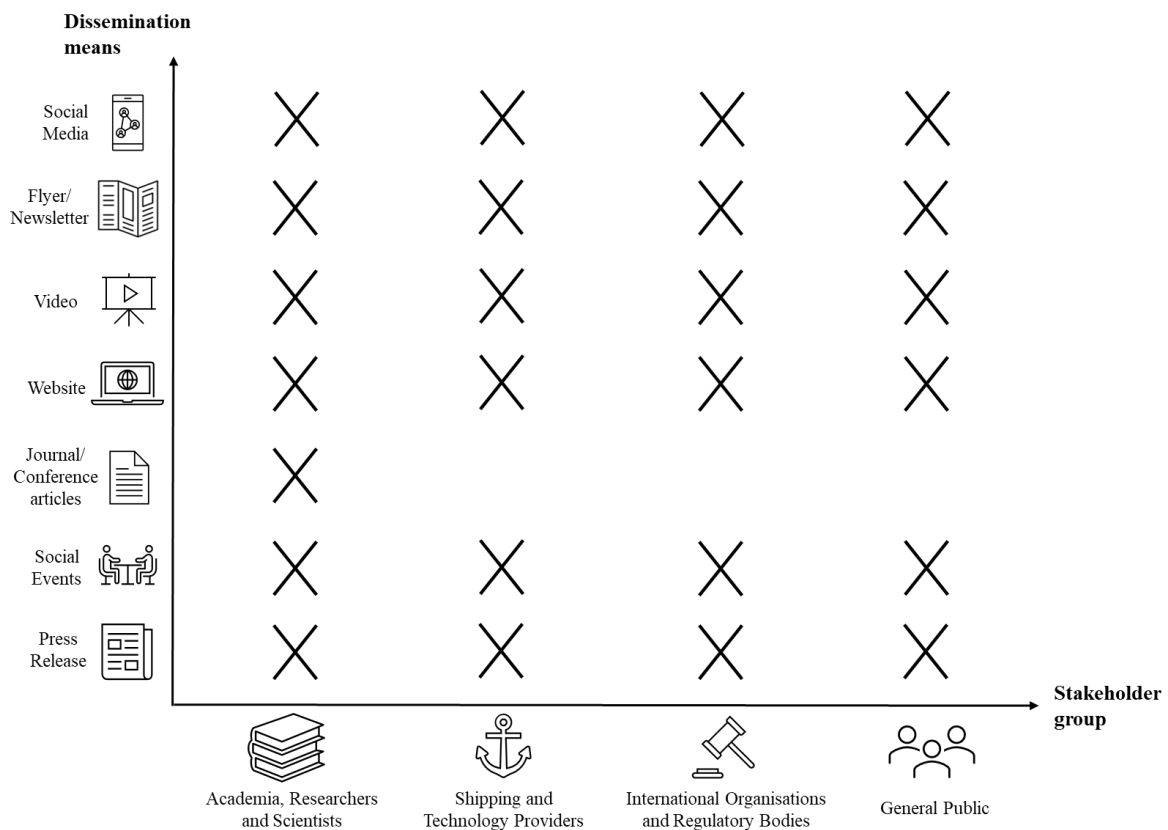 Dissemination
means
Social
Media
Flyer/
Newsletter
Video
Website
Journal/
Conference
articles
Social
Events
Press
Release
Stakeholder
group
Academia, Researchers
and Scientists
Shipping and
Technology Providers
International Organisations
and Regulatory Bodies
General Public